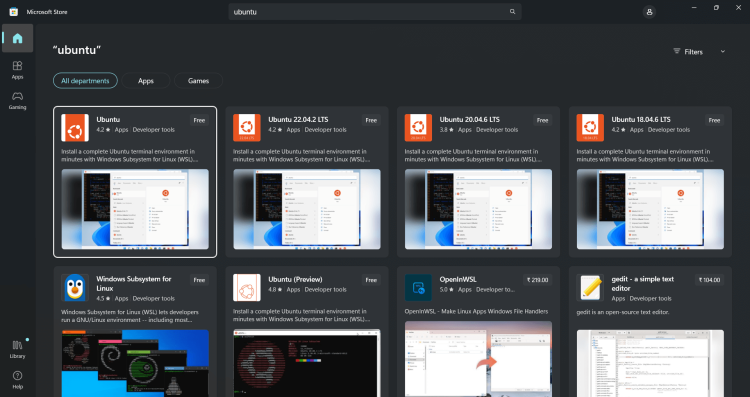 Microsoft Store
ubuntu
Apps
Gaming
Library
Help
“ubuntu”
Filters
All departments
Apps
Games
Ubuntu
4.2 ★ Apps Developer tools
Free
Install a complete Ubuntu terminal environment in
minutes with Windows Subsystem for Linux (WSL)....
Ubuntu 22.04.2 LTS
4.2 ★ Apps Developer tools
Free
Install a complete Ubuntu terminal environment in
minutes with Windows Subsystem for Linux (WSL)....
Ubuntu 20.04.6 LTS
3.8 ★ Apps Developer tools
Free
Install a complete Ubuntu terminal environment in
minutes with Windows Subsystem for Linux (WSL)....
Ubuntu 18.04.6 LTS
4.2 ★ Apps Developer tools
Free
Install a complete Ubuntu terminal environment in
minutes with Windows Subsystem for Linux (WSL)....
Windows Subsystem for
Linux
4.5 ★ Apps Developer tools
Free
Windows Subsystem for Linux (WSL) lets developers
run a GNU/Linux environment -- including most...
Ubuntu (Preview)
4.8 ★ Apps Developer tools
Free
Install a complete Ubuntu terminal environment in
minutes with Windows Subsystem for Linux (WSL)....
OpenInWSL
5.0 ★ Apps Developer to...
₹ 219.00
OpenInWSL - Make Linux Apps Windows File Handlers
gedit - a simple text
editor
Apps Developer tools
₹ 104.00
gedit is an open-source text editor.